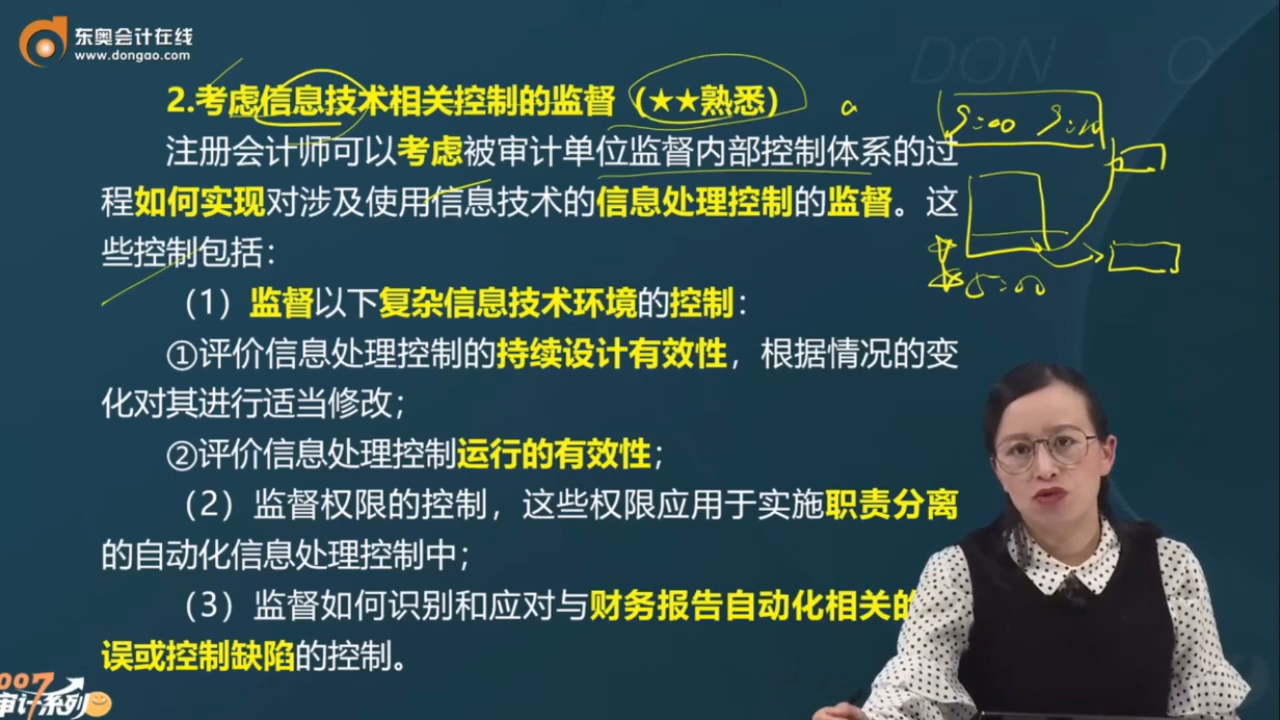 东奥会计在线
www.dongao.com
2.考虑信息技术相关控制的监督（★★熟悉）
注册会计师可以考虑被审计单位监督内部控制体系的过
程如何实现对涉及使用信息技术的信息处理控制的监督。这
些控制包括：
（1）监督以下复杂信息技术环境的控制：
①评价信息处理控制的持续设计有效性，根据情况的变
化对其进行适当修改；
②评价信息处理控制运行的有效性；
（2）监督权限的控制，这些权限应用于实施职责分离
的自动化信息处理控制中；
（3）监督如何识别和应对与财务报告自动化相关的
误或控制缺陷的控制。
007
审计系列
5:00